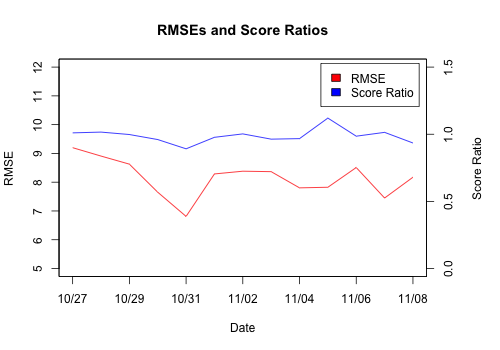 RMSEs and Score Ratios
RMSE
Score Ratio
12
11
10
9
8
7
6
5
RMSE
1.5
1.0
0.5
0.0
Score Ratio
10/27 10/29 10/31 11/02 11/04 11/06 11/08
Date